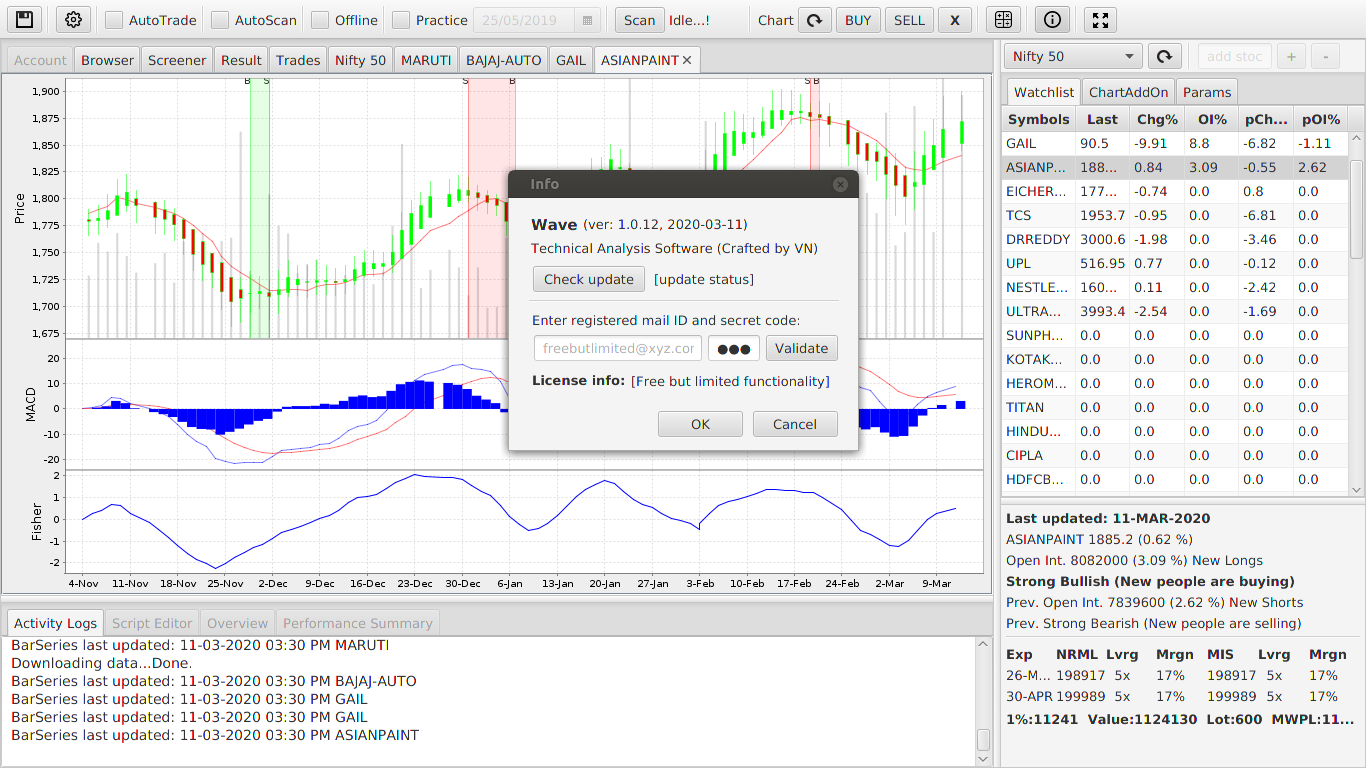 AutoTrade AutoScan Offline Practice 25/05/2019 Scan Idle...! Chart BUY SELL X
Account Browser Screener Result Trades Nifty 50 MARUTI BAJAJ-AUTO GAIL ASIANPAINT
B S S B S B
1,900
1,875
1,850
1,825
1,800
1,775
1,750
1,725
1,700
1,675
Price
20
10
0
-10
-20
MACD
2
1
0
-1
-2
Fisher
4-Nov 11-Nov 18-Nov 25-Nov 2-Dec 9-Dec 16-Dec 23-Dec 30-Dec 6-Jan 13-Jan 20-Jan 27-Jan 3-Feb 10-Feb 17-Feb 24-Feb 2-Mar 9-Mar
Info
Wave (ver: 1.0.12, 2020-03-11)
Technical Analysis Software (Crafted by VN)
Check update [update status]
Enter registered mail ID and secret code:
freebutlimited@xyz.cor Validate
License info: [Free but limited functionality]
OK Cancel
Activity Logs Script Editor Overview Performance Summary
BarSeries last updated: 11-03-2020 03:30 PM MARUTI
Downloading data...Done.
BarSeries last updated: 11-03-2020 03:30 PM BAJAJ-AUTO
BarSeries last updated: 11-03-2020 03:30 PM GAIL
BarSeries last updated: 11-03-2020 03:30 PM GAIL
BarSeries last updated: 11-03-2020 03:30 PM ASIANPAINT
Nifty 50 add stoc + -
Watchlist ChartAddOn Params
Symbols Last Chg% OI% pCh... pOI%
GAIL 90.5 -9.91 8.8 -6.82 -1.11
ASIANP... 188... 0.84 3.09 -0.55 2.62
EICHER... 177... -0.74 0.0 0.8 0.0
TCS 1953.7 -0.95 0.0 -6.81 0.0
DRREDDY 3000.6 -1.98 0.0 -3.46 0.0
UPL 516.95 0.77 0.0 -0.12 0.0
NESTLE... 160... 0.11 0.0 -2.42 0.0
ULTRA... 3993.4 -2.54 0.0 -1.69 0.0
SUNPH... 0.0 0.0 0.0 0.0 0.0
KOTAK... 0.0 0.0 0.0 0.0 0.0
HEROM... 0.0 0.0 0.0 0.0 0.0
TITAN 0.0 0.0 0.0 0.0 0.0
HINDU... 0.0 0.0 0.0 0.0 0.0
CIPLA 0.0 0.0 0.0 0.0 0.0
HDFCB... 0.0 0.0 0.0 0.0 0.0
Last updated: 11-MAR-2020
ASIANPAINT 1885.2 (0.62 %)
Open Int. 8082000 (3.09 %) New Longs
Strong Bullish (New people are buying)
Prev. Open Int. 7839600 (2.62 %) New Shorts
Prev. Strong Bearish (New people are selling)
Exp NRML Lvrg Mrgn MIS Lvrg Mrgn
26-M... 198917 5x 17% 198917 5x 17%
30-APR 199989 5x 17% 199989 5x 17%
1%:11241 Value:1124130 Lot:600 MWPL:11...